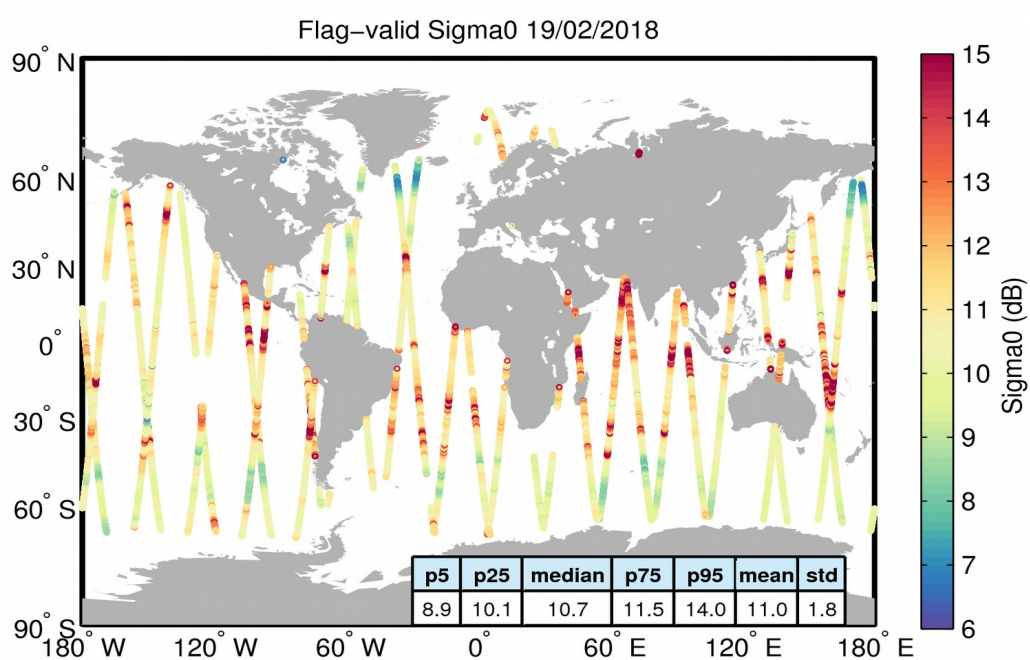 Flag−valid Sigma0 19/02/2018
90° N
60° N
30° N
0°
30° S
60° S
90° S
180° W
120° W
60° W
0°
60° E
120° E
180° E
15
14
13
12
11
10
9
8
7
6
Sigma0 (dB)
p5 p25 median p75 p95 mean std
8.9 10.1 10.7 11.5 14.0 11.0 1.8